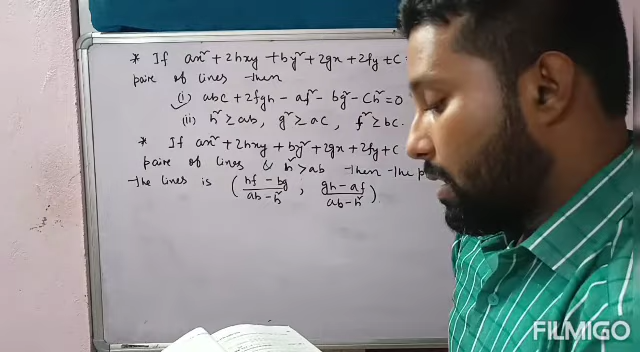 * If ax² + 2hxy + by² + 2gx + 2fy + c
pair of lines then
(i) abc + 2fgh - af² - bg² - ch² = 0
(ii) h² ≥ ab, g² ≥ ac, f² ≥ bc.
* If ax² + 2hxy + by² + 2gx + 2fy + c
pair of lines & h² > ab then the
the lines is (hf - bg / ab - h² , gh - af / ab - h²).
FILMIGO